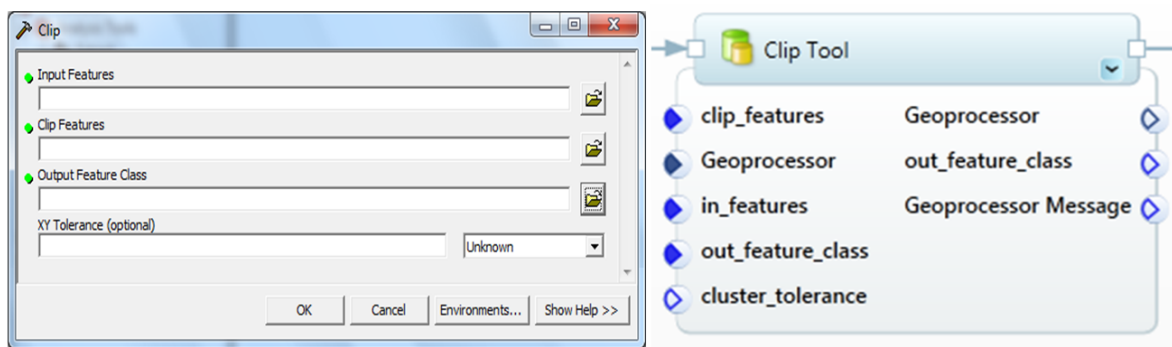 Clip
Input Features
Clip Features
Output Feature Class
XY Tolerance (optional)
Unknown
OK Cancel Environments... Show Help >>
Clip Tool
clip_features Geoprocessor
Geoprocessor out_feature_class
in_features Geoprocessor Message
out_feature_class
cluster_tolerance